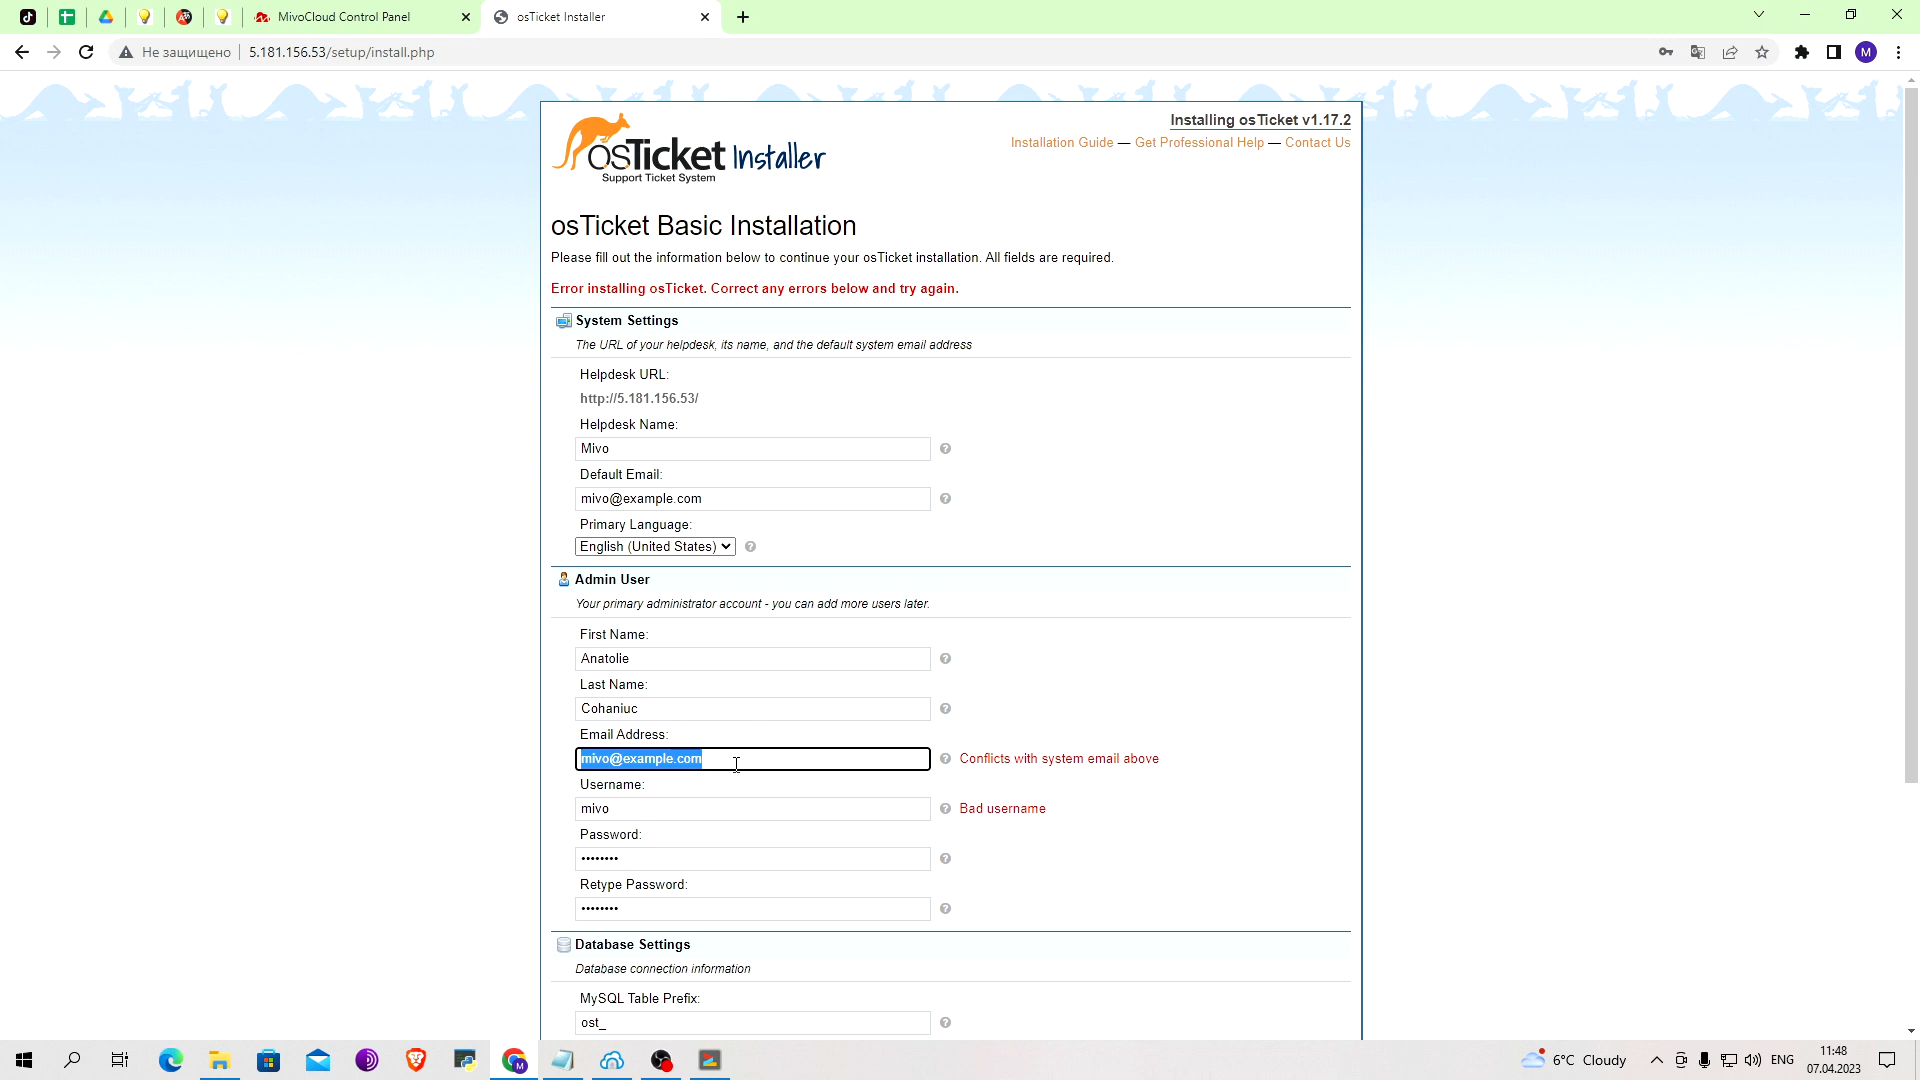 MivoCloud Control Panel
osTicket Installer
Не защищено
5.181.156.53/setup/install.php
M
osTicket Installer
Support Ticket System
Installing osTicket v1.17.2
Installation Guide — Get Professional Help — Contact Us
osTicket Basic Installation
Please fill out the information below to continue your osTicket installation. All fields are required.
Error installing osTicket. Correct any errors below and try again.
System Settings
The URL of your helpdesk, its name, and the default system email address
Helpdesk URL:
http://5.181.156.53/
Helpdesk Name:
Mivo
Default Email:
mivo@example.com
Primary Language:
English (United States)
Admin User
Your primary administrator account - you can add more users later.
First Name:
Anatolie
Last Name:
Cohaniuc
Email Address:
mivo@example.com
Conflicts with system email above
Username:
mivo
Bad username
Password:
••••••••
Retype Password:
••••••••
Database Settings
Database connection information
MySQL Table Prefix:
ost_
6°C Cloudy
ENG
11:48
07.04.2023